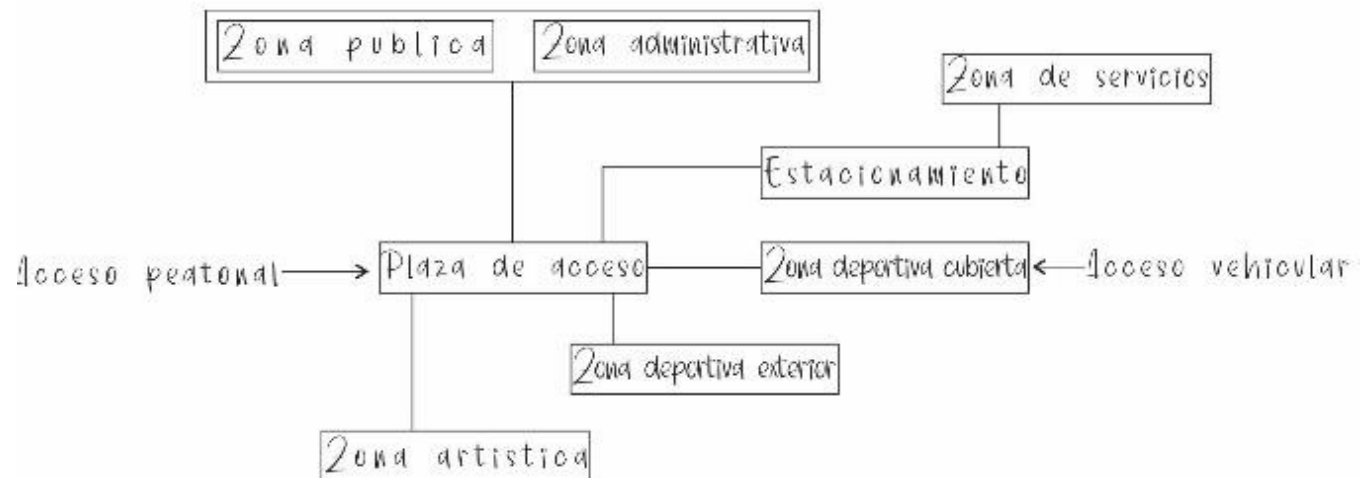 Zona publica
Zona administrativa
Zona de servicios
Estacionamiento
Acceso peatonal
Plaza de acceso
Zona deportiva cubierta
Acceso vehicular
Zona deportiva exterior
Zona artistica